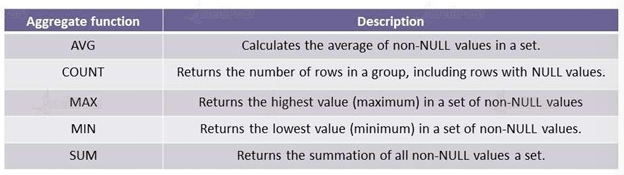 Aggregate function Description
AVG Calculates the average of non-NULL values in a set.
COUNT Returns the number of rows in a group, including rows with NULL values.
MAX Returns the highest value (maximum) in a set of non-NULL values
MIN Returns the lowest value (minimum) in a set of non-NULL values.
SUM Returns the summation of all non-NULL values a set.